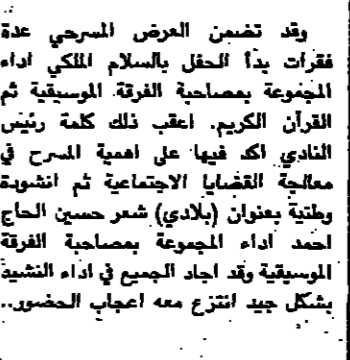 وقد تضمن العرض المسرحي عدة
فقرات بدأ الحفل بالسلام الملكي اداء
المجموعة بمصاحبة الفرقة الموسيقية ثم
القرآن الكريم. اعقب ذلك كلمة رئيس
النادي اكد فيها على اهمية المسرح في
معالجة القضايا الاجتماعية ثم انشودة
وطنية بعنوان (بلادي) شعر حسين الحاج
احمد اداء المجموعة بمصاحبة الفرقة
الموسيقية وقد اجاد الجميع في اداء النشيد
بشكل جيد انتزع معه اعجاب الحضور..